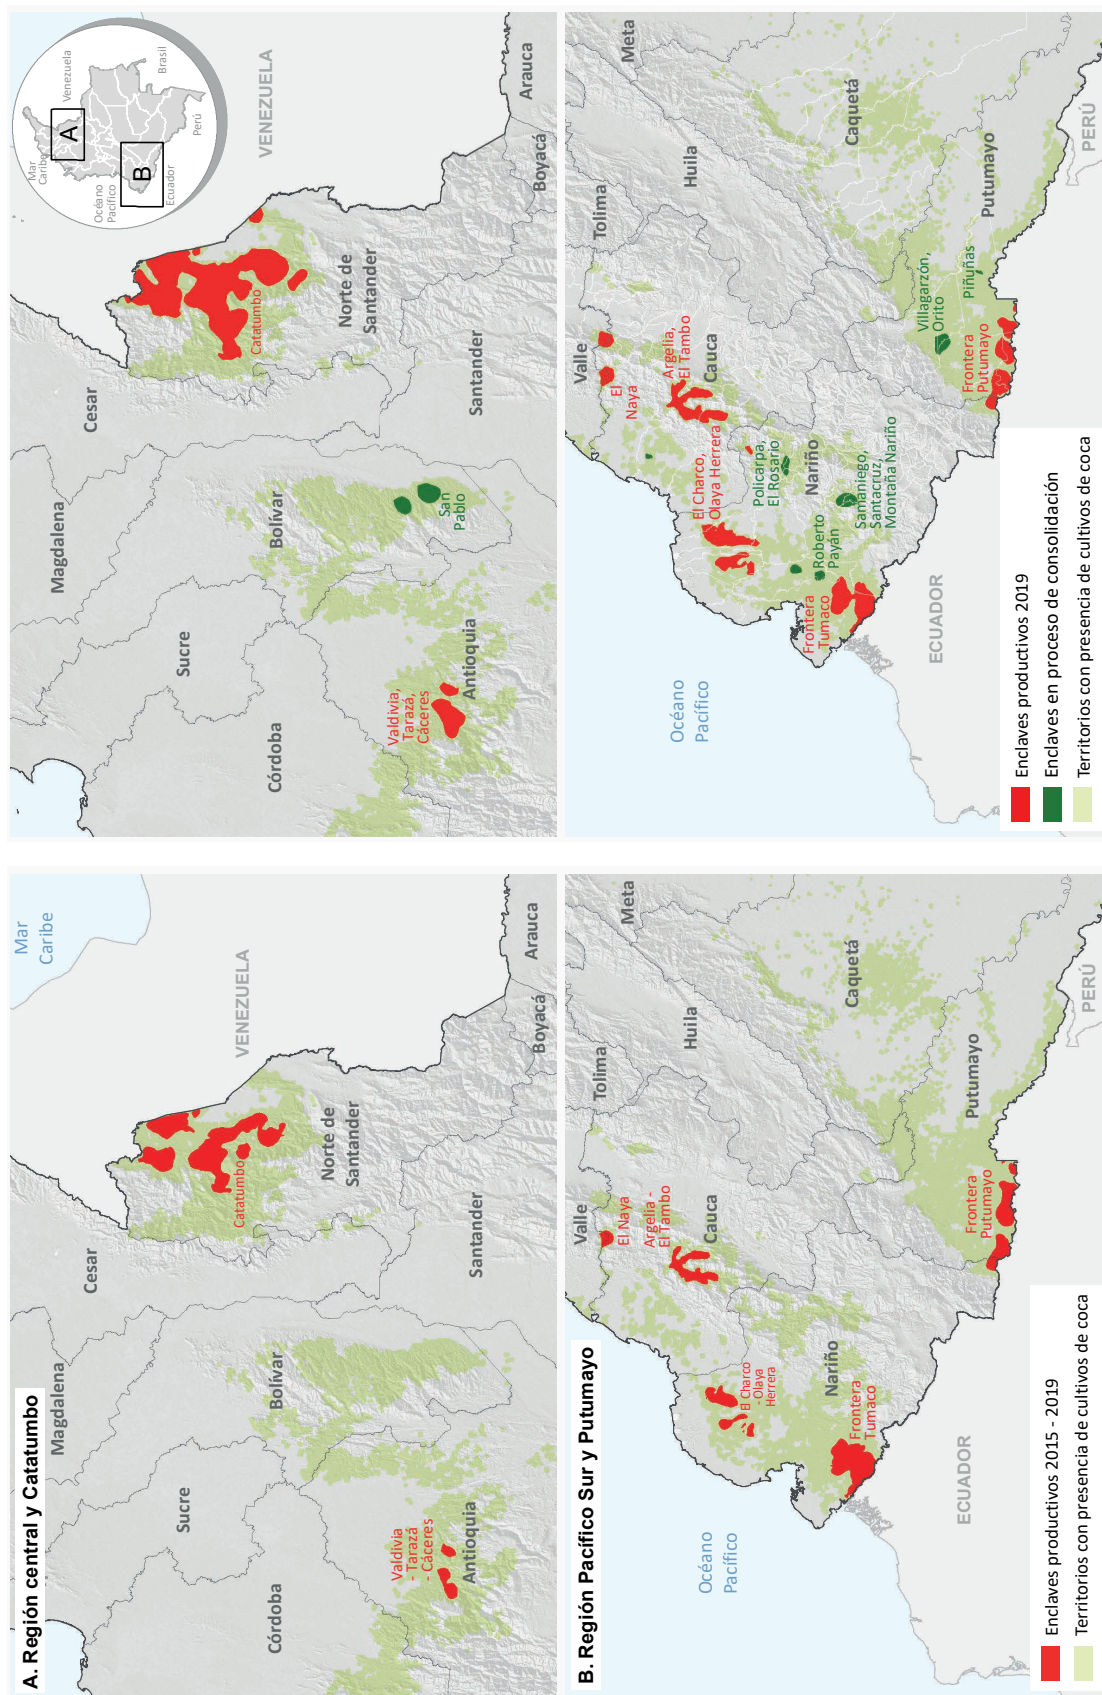 A. Región central y Catatumbo
Mar
Caribe
Magdalena
Cesar
VENEZUELA
Sucre
Bolívar
Córdoba
Valdivia
- Tarazá
- Cáceres
Antioquia
Catatumbo
Norte de
Santander
Santander
Boyacá
Arauca
Mar
Caribe
Venezuela
Océano
Pacífico
Brasil
Ecuador
Perú
A
B
Magdalena
Cesar
VENEZUELA
Sucre
Bolívar
Córdoba
Valdivia,
Tarazá,
Cáceres
Antioquia
San
Pablo
Catatumbo
Norte de
Santander
Santander
Boyacá
Arauca
B. Región Pacífico Sur y Putumayo
Valle
Tolima
Meta
El Naya
Argelia -
El Tambo
Cauca
Huila
Océano
Pacífico
El Charco
- Olaya
Herrera
Nariño
Frontera
Tumaco
Caquetá
Putumayo
Frontera
Putumayo
ECUADOR
PERÚ
Enclaves productivos 2015 - 2019
Territorios con presencia de cultivos de coca
Valle
Tolima
Meta
El
Naya
Argelia,
El Tambo
Cauca
Huila
Océano
Pacífico
El Charco,
Olaya Herrera
Policarpa,
El Rosario
Nariño
Roberto
Payán
Samaniego,
Santacruz,
Montaña Nariño
Frontera
Tumaco
Caquetá
Villagarzón,
Orito
Piñuñas
Putumayo
Frontera
Putumayo
ECUADOR
PERÚ
Enclaves productivos 2019
Enclaves en proceso de consolidación
Territorios con presencia de cultivos de coca